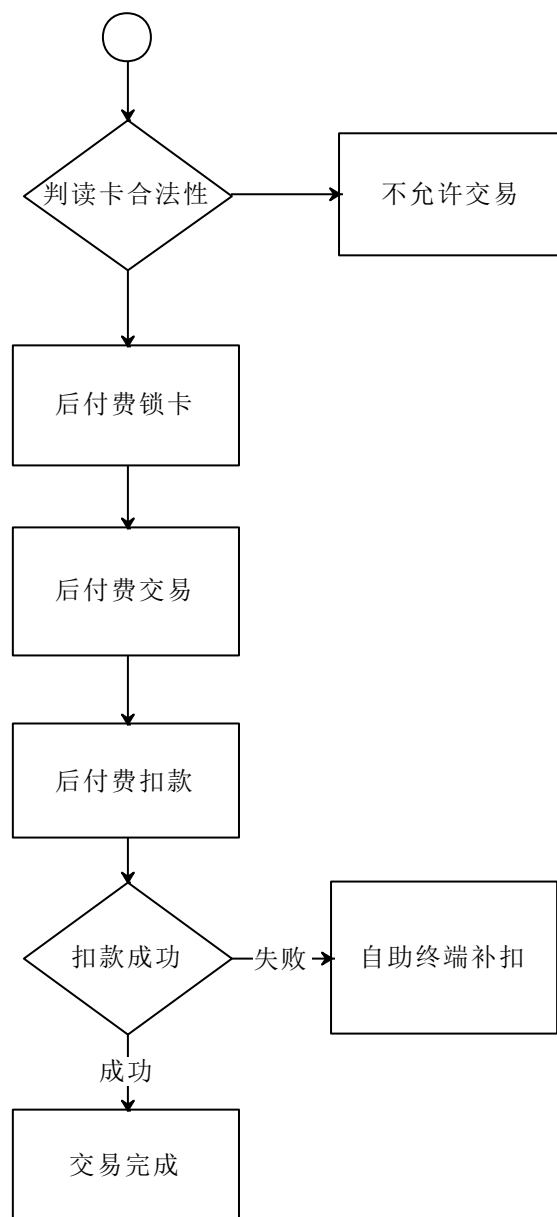 判读卡合法性
不允许交易
后付费锁卡
后付费交易
后付费扣款
扣款成功
失败
自助终端补扣
成功
交易完成